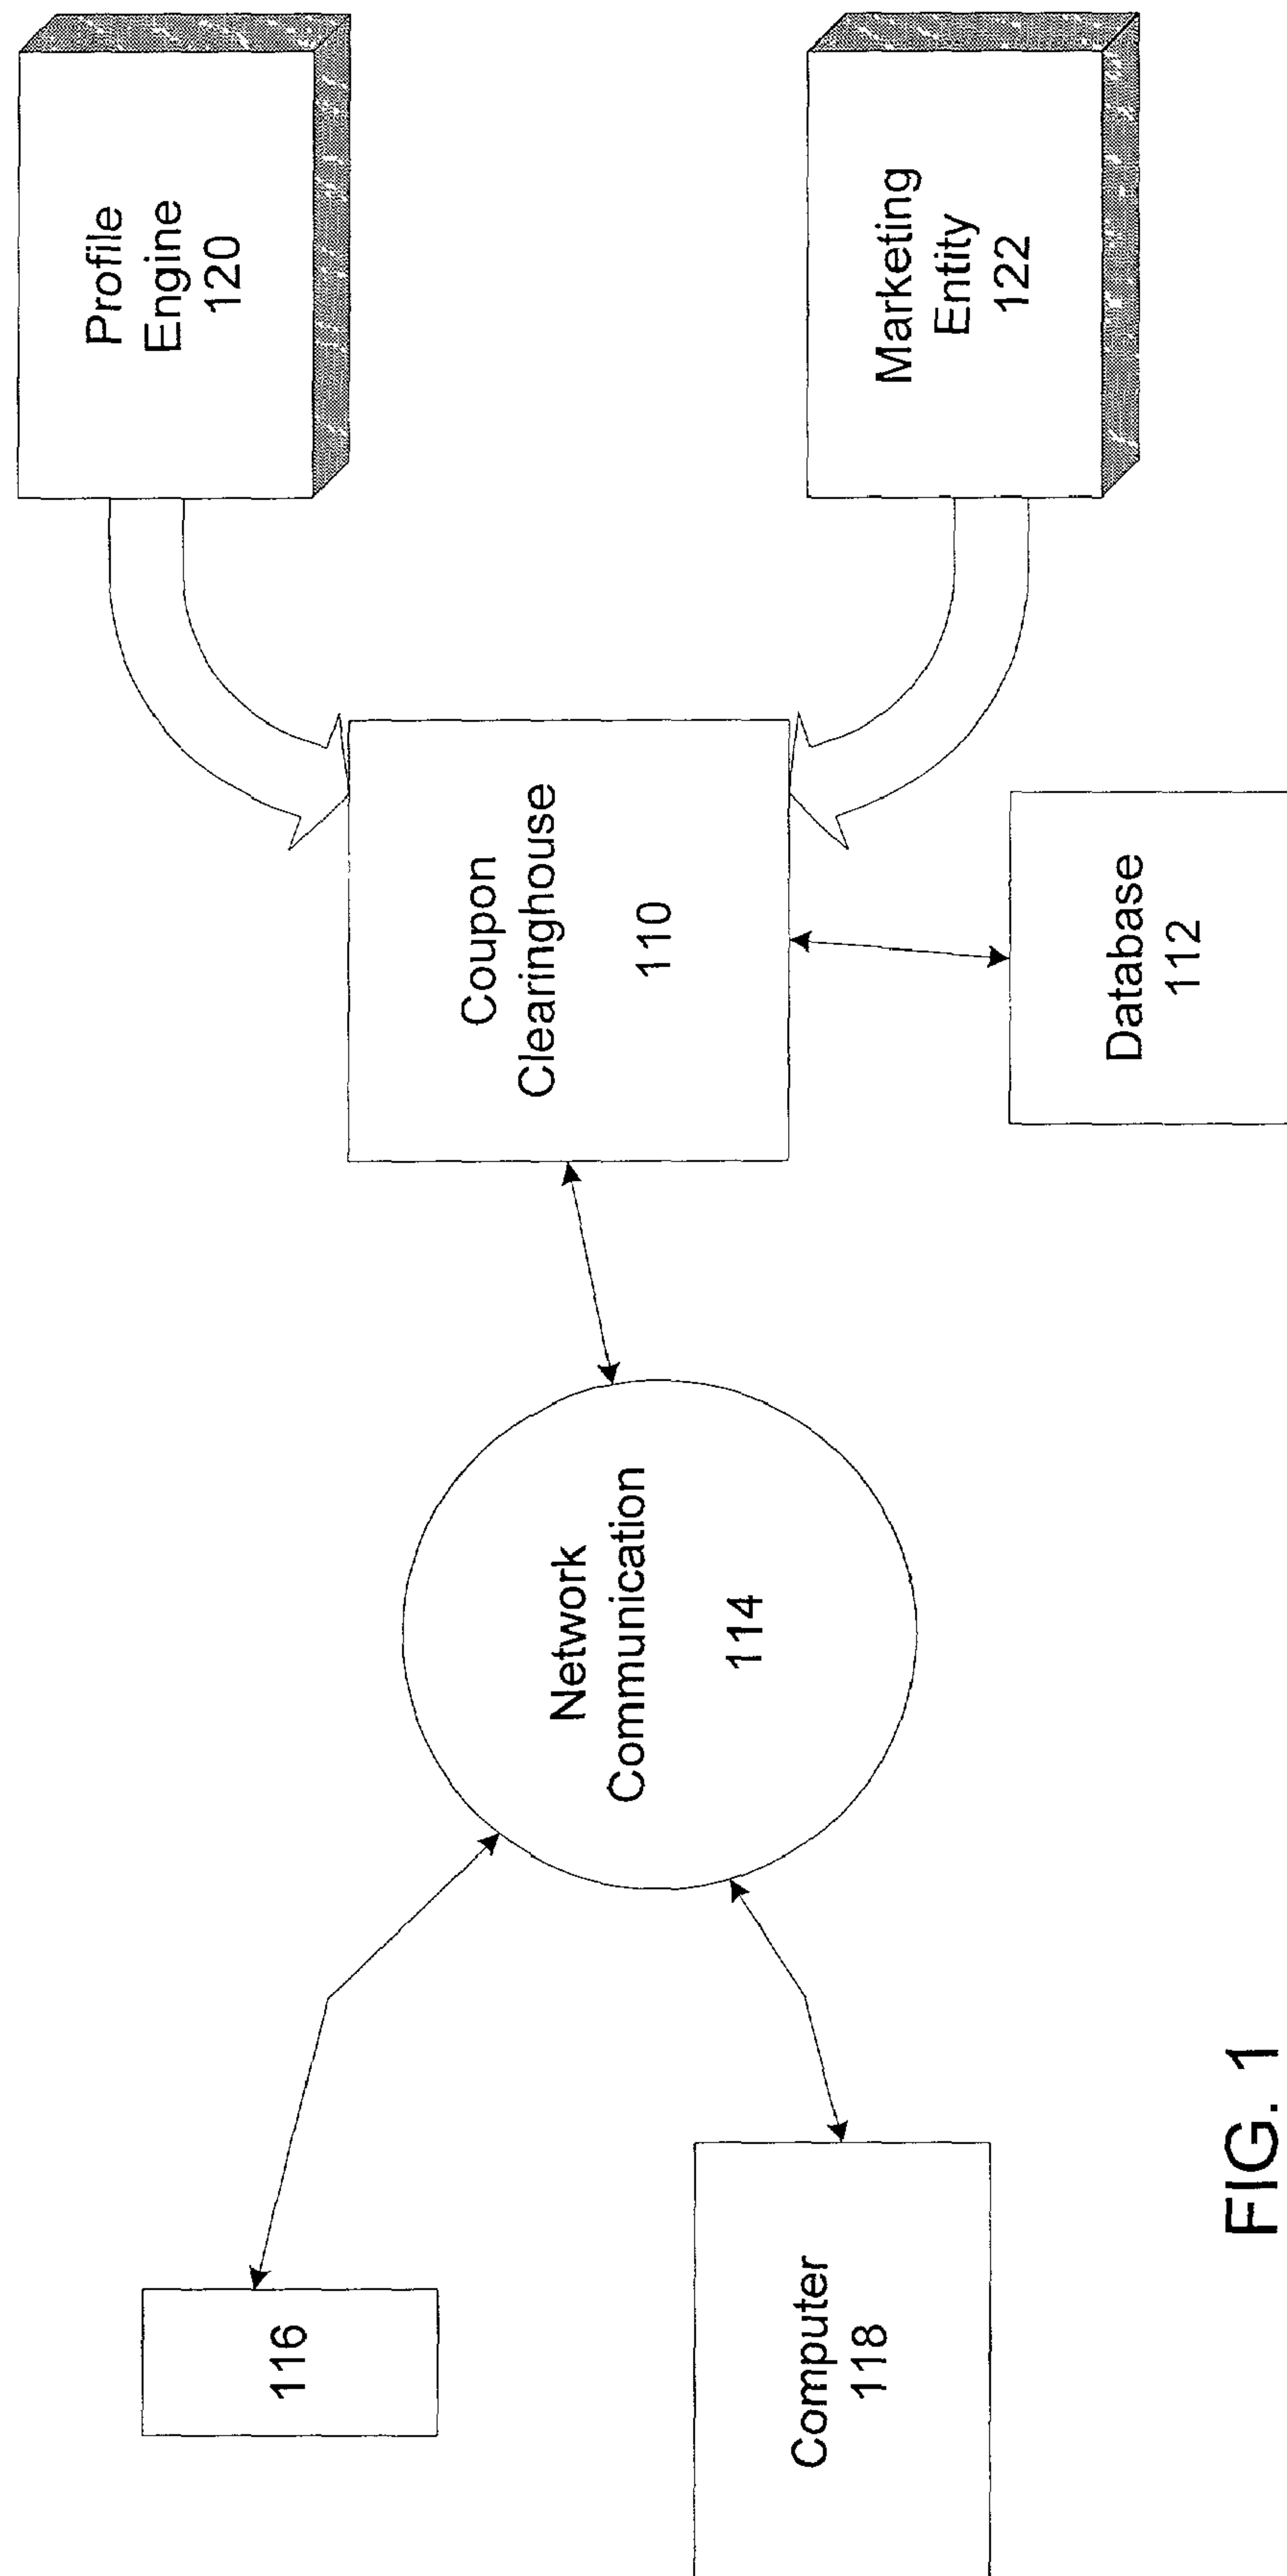 116
Computer
118
Network
Communication
114
Coupon
Clearinghouse
110
Database
112
Profile
Engine
120
Marketing
Entity
122
FIG. 1